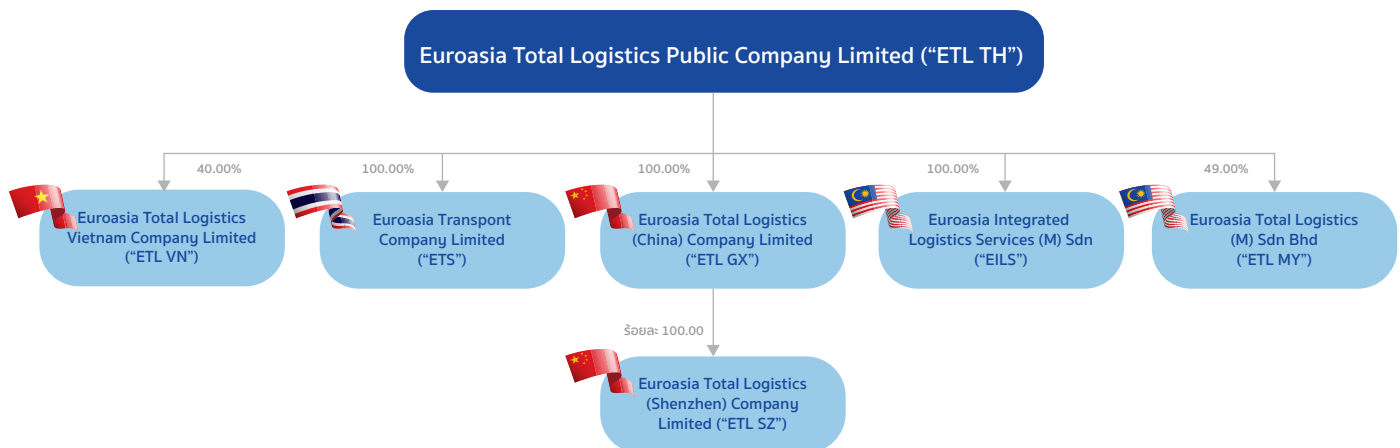 Euroasia Total Logistics Public Company Limited (“ETL TH”)
40.00%
100.00%
100.00%
100.00%
49.00%
Euroasia Total Logistics
Vietnam Company Limited
(“ETL VN”)
Euroasia Transpont
Company Limited
(“ETS”)
Euroasia Total Logistics
(China) Company Limited
(“ETL GX”)
Euroasia Integrated
Logistics Services (M) Sdn
(“EILS”)
Euroasia Total Logistics
(M) Sdn Bhd
(“ETL MY”)
ร้อยละ 100.00
Euroasia Total Logistics
(Shenzhen) Company
Limited (“ETL SZ”)